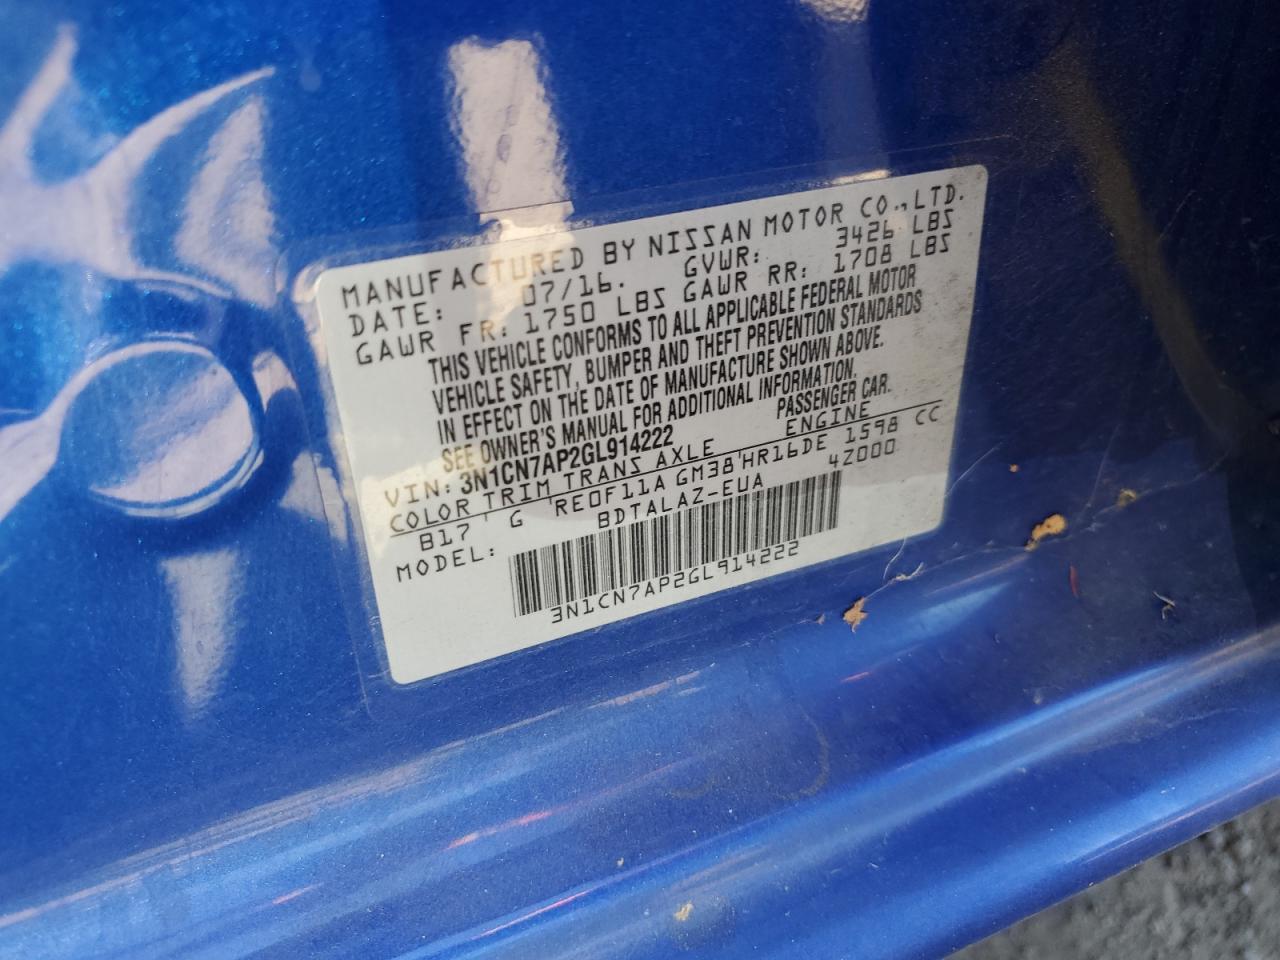 MANUFACTURED BY NISSAN MOTOR CO.,LTD.
DATE: 07/16. GVWR: 3426 LBS
GAWR FR: 1750 LBS GAWR RR: 1708 LBS
THIS VEHICLE CONFORMS TO ALL APPLICABLE FEDERAL MOTOR
VEHICLE SAFETY, BUMPER AND THEFT PREVENTION STANDARDS
IN EFFECT ON THE DATE OF MANUFACTURE SHOWN ABOVE.
SEE OWNER'S MANUAL FOR ADDITIONAL INFORMATION.
VIN: 3N1CN7AP2GL914222 PASSENGER CAR.
COLOR TRIM TRANS AXLE ENGINE
B17 G RE0F11A GM38 HR16DE 1598 CC
MODEL: BDTALAZ-EUA 4Z000
3N1CN7AP2GL914222